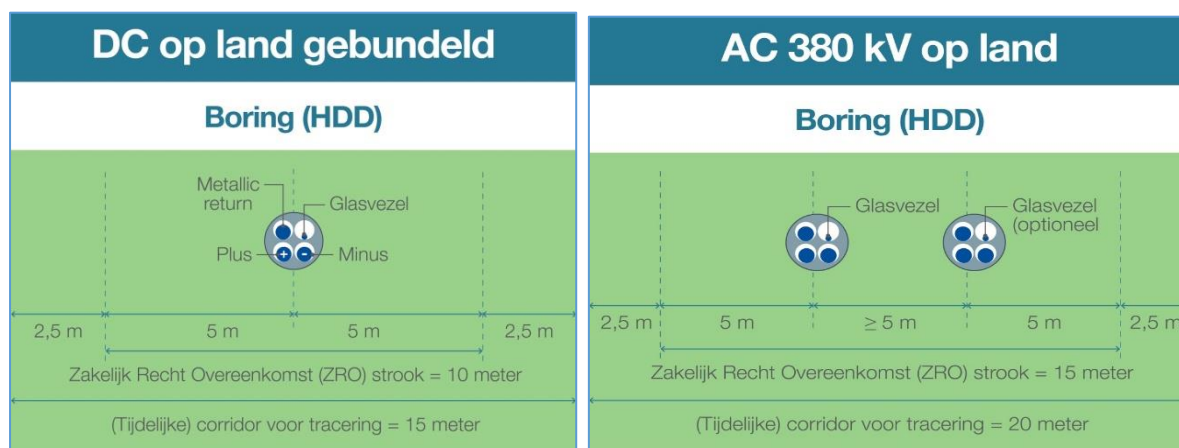 DC op land gebundeld
Boring (HDD)
Metallic
return
Glasvezel
Plus
+
-
Minus
2,5 m
5 m
5 m
2,5 m
Zakelijk Recht Overeenkomst (ZRO) strook = 10 meter
(Tijdelijke) corridor voor tracering = 15 meter
AC 380 kV op land
Boring (HDD)
Glasvezel
Glasvezel
(optioneel
2,5 m
5 m
≥ 5 m
5 m
2,5 m
Zakelijk Recht Overeenkomst (ZRO) strook = 15 meter
(Tijdelijke) corridor voor tracering = 20 meter